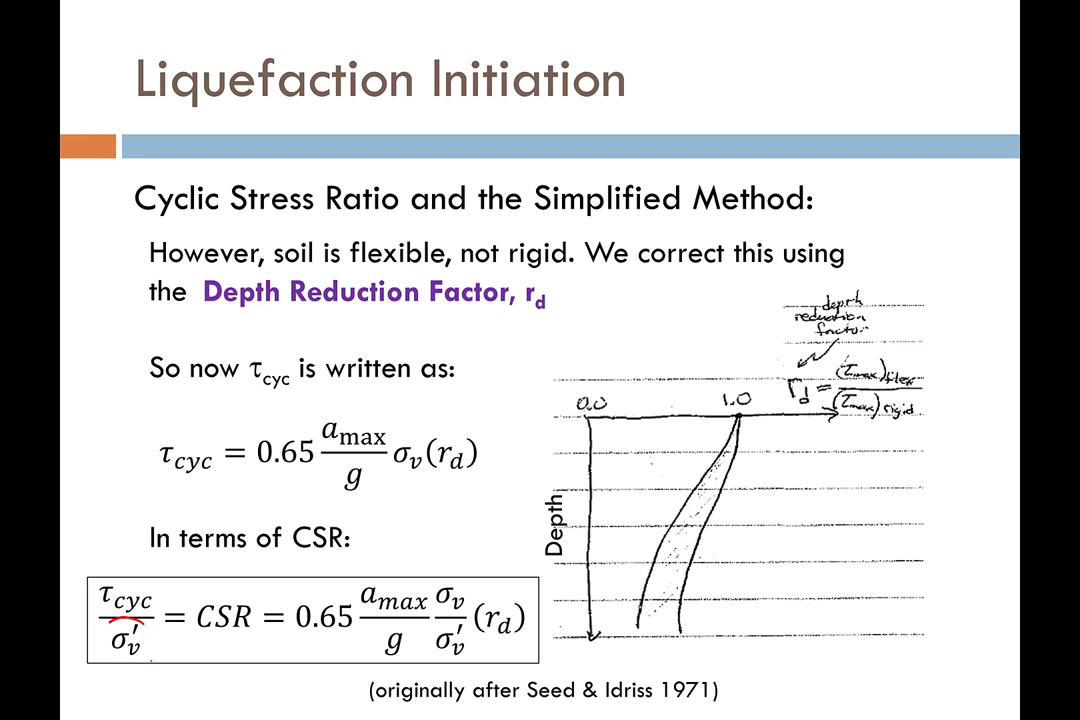 Liquefaction Initiation
Cyclic Stress Ratio and the Simplified Method:
However, soil is flexible, not rigid. We correct this using
the Depth Reduction Factor, r_d
depth
reduction
factor
So now τ_cyc is written as:
r_d = (τ_max)flex / (τ_max)rigid
0.0 1.0
τ_cyc = 0.65 a_max/g σ_v(r_d)
Depth
In terms of CSR:
τ_cyc/σ′_v = CSR = 0.65 a_max/g σ_v/σ′_v (r_d)
(originally after Seed & Idriss 1971)